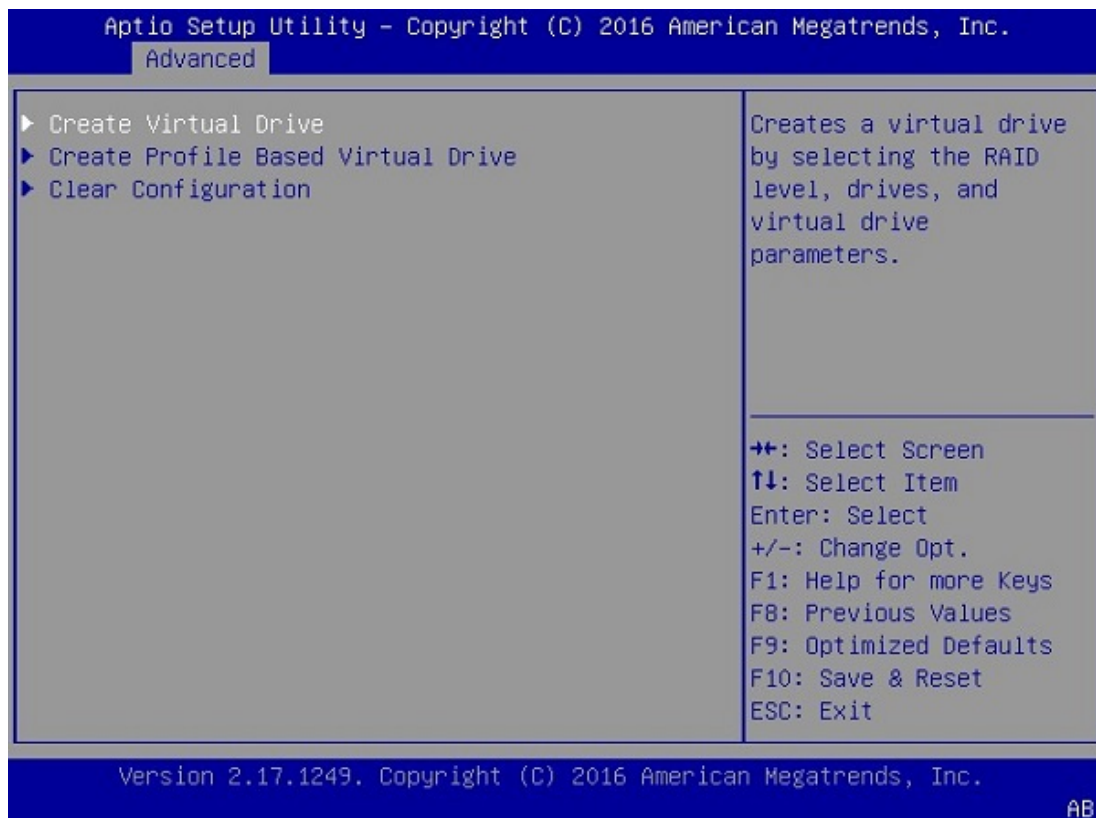 Aptio Setup Utility – Copyright (C) 2016 American Megatrends, Inc.
Advanced
▶ Create Virtual Drive
▶ Create Profile Based Virtual Drive
▶ Clear Configuration
Creates a virtual drive
by selecting the RAID
level, drives, and
virtual drive
parameters.
→←: Select Screen
↑↓: Select Item
Enter: Select
+/-: Change Opt.
F1: Help for more Keys
F8: Previous Values
F9: Optimized Defaults
F10: Save & Reset
ESC: Exit
Version 2.17.1249. Copyright (C) 2016 American Megatrends, Inc.
AB